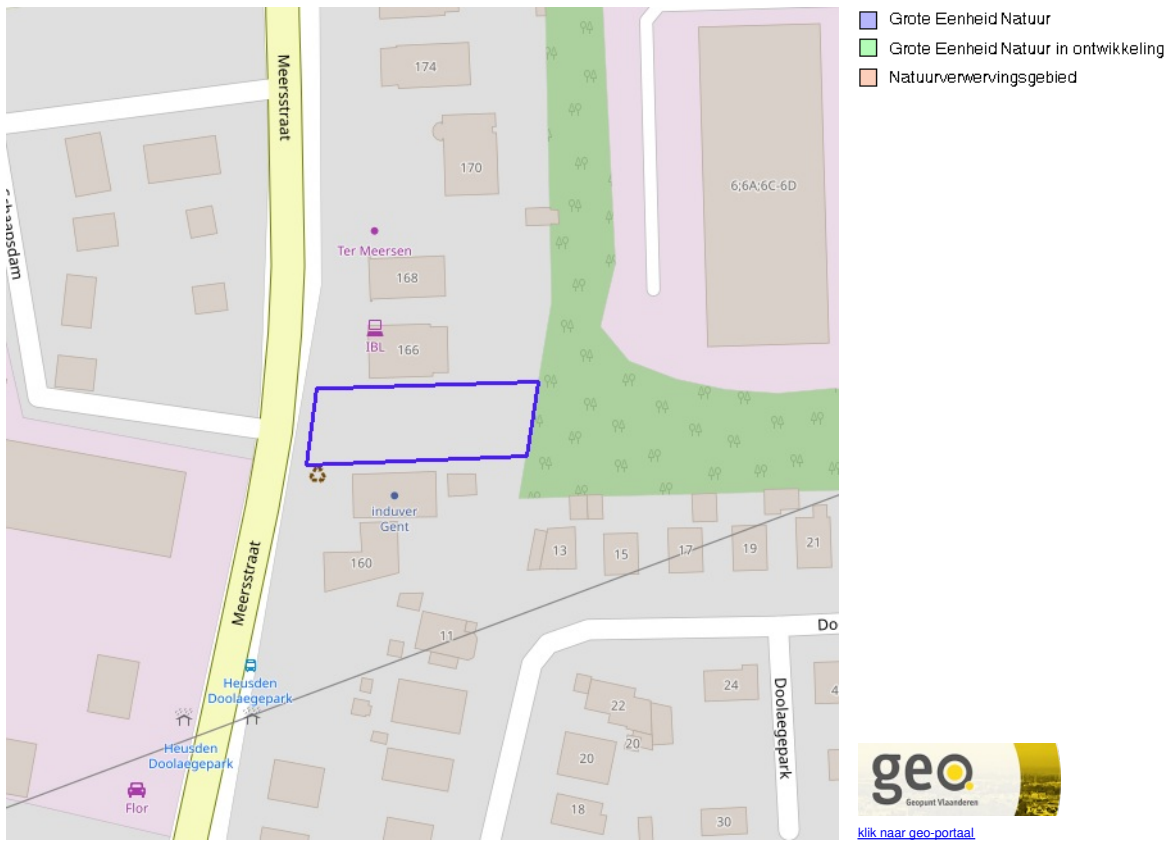 Grote Eenheid Natuur
Grote Eenheid Natuur in ontwikkeling
Natuurverwervingsgebied
Meersstraat
174
170
6;6A;6C-6D
Schaapsdam
Ter Meersen
168
IBL
166
induver
Gent
160
13
15
17
19
21
Meersstraat
11
Do
Heusden
Doolaegepark
24
4
22
20
Doolaegepark
Heusden
Doolaegepark
20
Flor
18
30
geo.
Geopunt Vlaanderen
klik naar geo-portaal